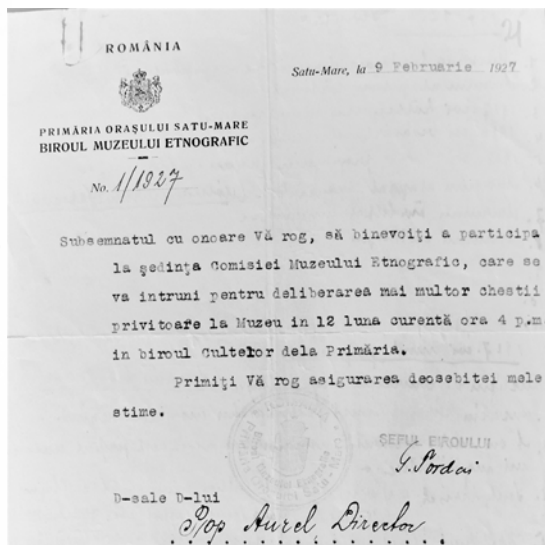 21
ROMÂNIA
Satu-Mare, la 9 Februarie 1927
PRIMĂRIA ORAŞULUI SATU-MARE
BIROUL MUZEULUI ETNOGRAFIC
No. 1/1927
Subsemnatul cu onoare Vă rog, să binevoiţi a participa
la şedinţa Comisiei Muzeului Etnografic, care se
va intruni pentru deliberarea mai multor chestii
privitoare la Muzeu in 12 luna curentă ora 4 p.m
in biroul Cultelor dela Primăria.
Primiţi Vă rog asigurarea deosebitei mele
stime.
ŞEFUL BIROULUI
D-sale D-lui
Pop Aurel, Director